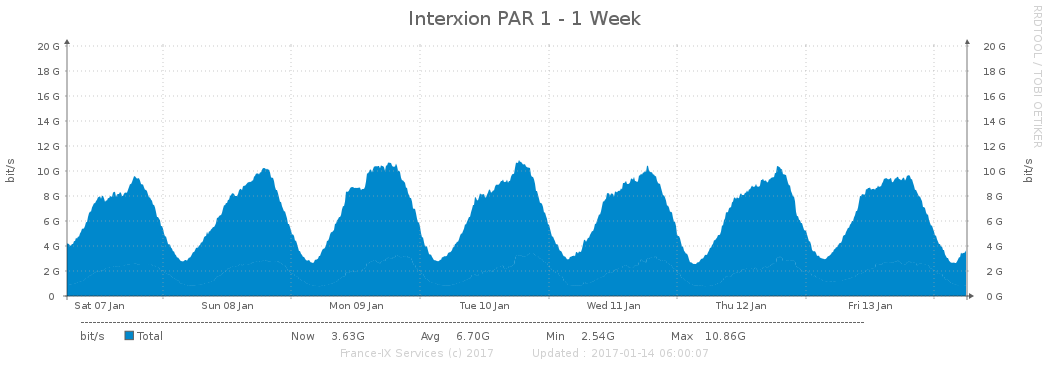 Interxion PAR 1 - 1 Week
RRDTOOL / TOBI OETIKER
bit/s
bit/s
20 G 20 G
18 G 18 G
16 G 16 G
14 G 14 G
12 G 12 G
10 G 10 G
8 G 8 G
6 G 6 G
4 G 4 G
2 G 2 G
0 0 G
Sat 07 Jan Sun 08 Jan Mon 09 Jan Tue 10 Jan Wed 11 Jan Thu 12 Jan Fri 13 Jan
bit/s Total Now 3.63G Avg 6.70G Min 2.54G Max 10.86G
France-IX Services (c) 2017 Updated : 2017-01-14 06:00:07